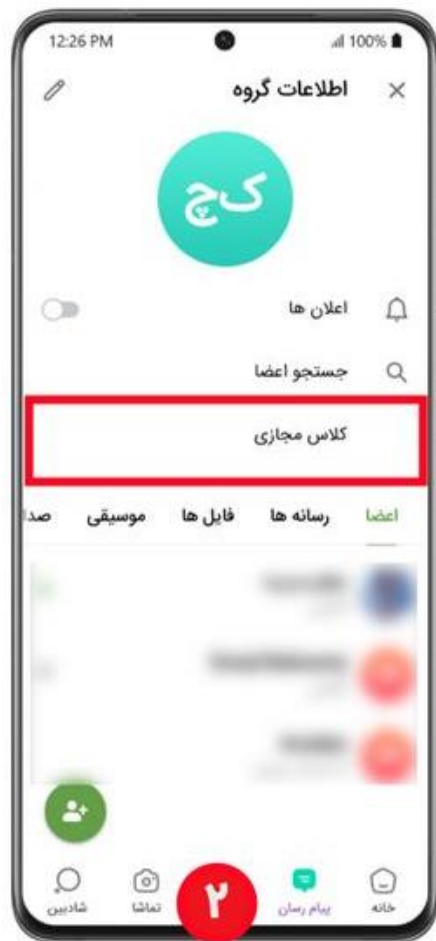 12:26 PM 100%
اطلاعات گروه
کچ
اعلان ها
جستجو اعضا
کلاس مجازی
اعضا رسانه ها فایل ها موسیقی صدا
خانه پیام رسان ۲ تماشا شادبین